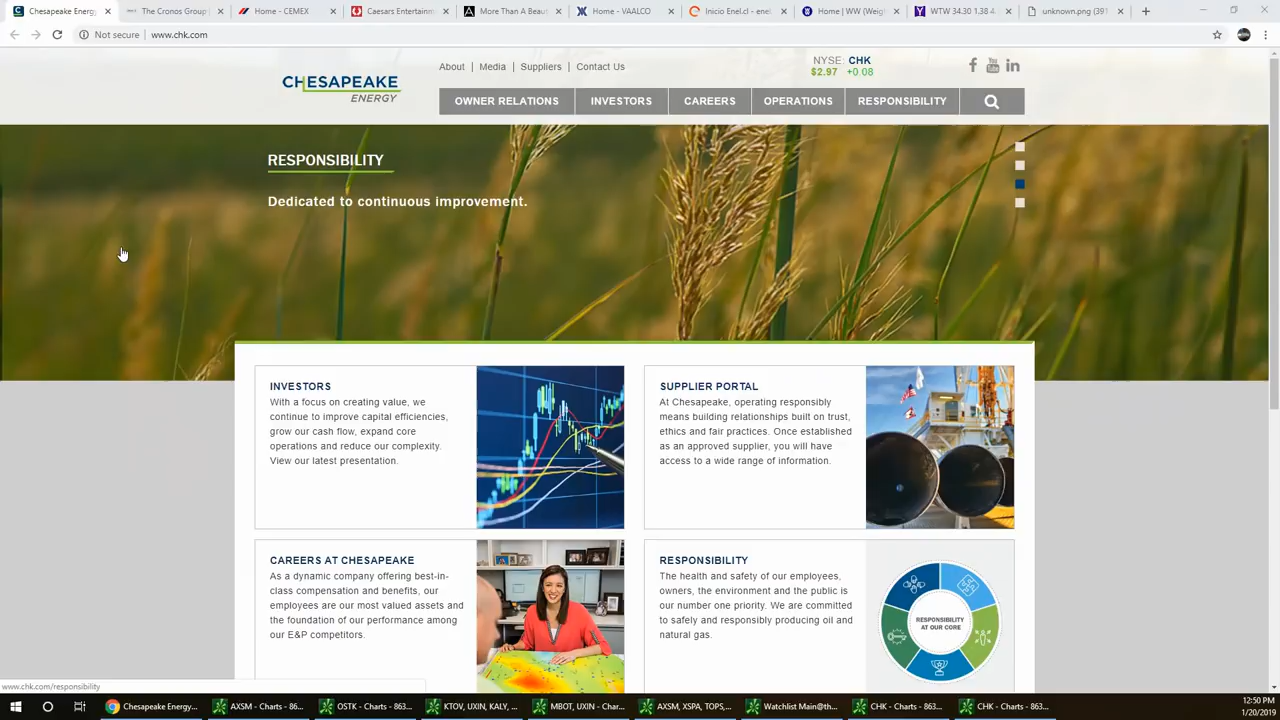 Chesapeake Energy
The Cronos Group
Home - CEMEX
Caesars Entertainm
More Than A Beau
Home - VAALCO
Inicio Enel.cl - ene
Home | WW (Weig
WTW 34.30 1.38 4
unknown.png (391
Not secure | www.chk.com
About | Media | Suppliers | Contact Us
NYSE: CHK
$2.97 +0.08
CHESAPEAKE
ENERGY
OWNER RELATIONS
INVESTORS
CAREERS
OPERATIONS
RESPONSIBILITY
RESPONSIBILITY
Dedicated to continuous improvement.
INVESTORS
With a focus on creating value, we
continue to improve capital efficiencies,
grow our cash flow, expand core
operations and reduce our complexity.
View our latest presentation.
SUPPLIER PORTAL
At Chesapeake, operating responsibly
means building relationships built on trust,
ethics and fair practices. Once established
as an approved supplier, you will have
access to a wide range of information.
CAREERS AT CHESAPEAKE
As a dynamic company offering best-in-
class compensation and benefits, our
employees are our most valued assets and
the foundation of our performance among
our E&P competitors.
RESPONSIBILITY
The health and safety of our employees,
owners, the environment and the public is
our number one priority. We are committed
to safely and responsibly producing oil and
natural gas.
RESPONSIBILITY
AT OUR CORE
www.chk.com/responsibility
Chesapeake Energy...
AXSM - Charts - 86...
OSTK - Charts - 863...
KTOV, UXIN, KALY, ...
MBOT, UXIN - Char...
AXSM, XSPA, TOPS,...
Watchlist Main@th...
CHK - Charts - 863...
CHK - Charts - 863...
12:50 PM
1/20/2019